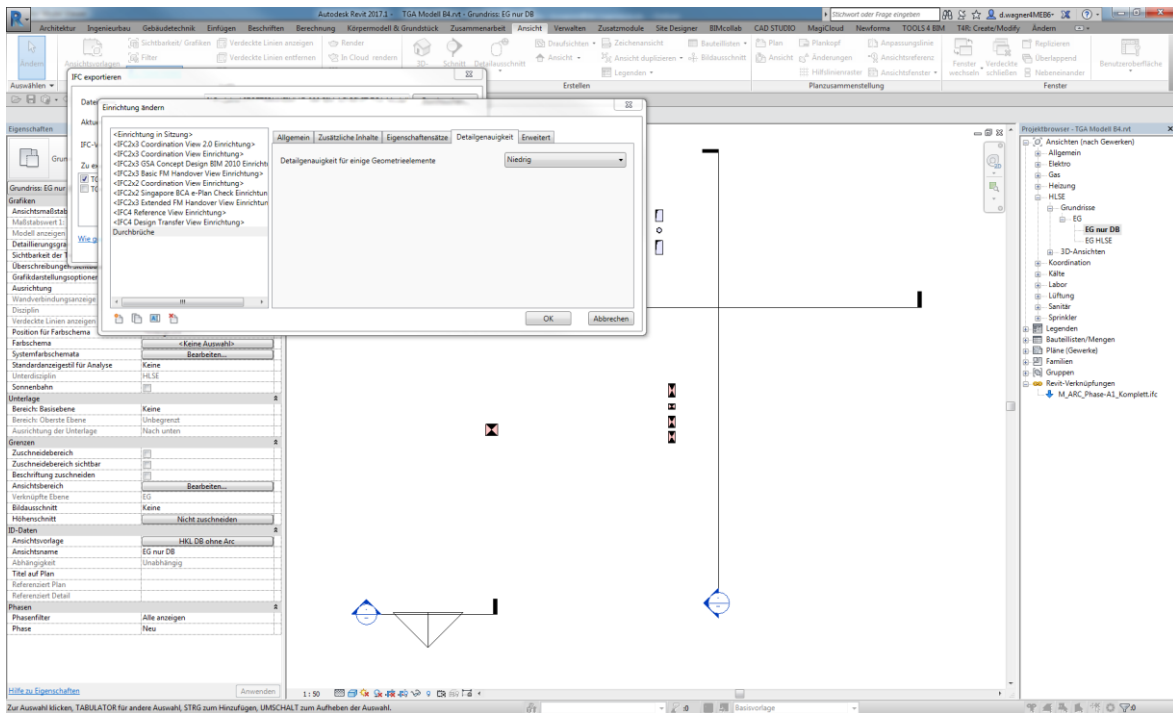 Autodesk Revit 2017.1 - TGA Modell B4.rvt - Grundriss: EG nur DB
Stichwort oder Frage eingeben
d.wagner4MEB6-
Architektur Ingenieurbau Gebäudetechnik Einfügen Beschriften Berechnung Körpermodell & Grundstück Zusammenarbeit Ansicht Verwalten Zusatzmodule Site Designer BIMcollab CAD STUDIO MagiCloud Newforma TOOLS 4 BIM T4R: Create/Modify Ändern
Ändern
Ansichtsvorlagen
Sichtbarkeit/ Grafiken
Filter
Verdeckte Linien anzeigen
Verdeckte Linien entfernen
Render
In Cloud rendern
3D-
Schnitt
Detailausschnitt
Draufsichten
Ansicht
Zeichenansicht
Ansicht duplizieren
Legenden
Bauteillisten
Bildausschnitt
Plan
Ansicht
Plankopf
Änderungen
Hilfslinienraster
Anpassungslinie
Ansichtsreferenz
Ansichtsfenster
Fenster wechseln
Verdeckte schließen
Replizieren
Überlappend
Nebeneinander
Benutzeroberfläche
Auswählen
Erstellen
Planzusammenstellung
Fenster
IFC exportieren
Einrichtung ändern
<Einrichtung in Sitzung>
<IFC2x3 Coordination View 2.0 Einrichtung>
<IFC2x3 Coordination View Einrichtung>
<IFC2x3 GSA Concept Design BIM 2010 Einrichtu
<IFC2x3 Basic FM Handover View Einrichtung>
<IFC2x2 Coordination View Einrichtung>
<IFC2x2 Singapore BCA e-Plan Check Einrichtun
<IFC2x3 Extended FM Handover View Einrichtur
<IFC4 Reference View Einrichtung>
<IFC4 Design Transfer View Einrichtung>
Durchbrüche
Allgemein Zusätzliche Inhalte Eigenschaftensätze Detailgenauigkeit Erweitert
Detailgenauigkeit für einige Geometrieelemente
Niedrig
OK
Abbrechen
Eigenschaften
Grundriss: EG nur
Grafiken
Ansichtsmaßstab
Maßstabswert 1:
Modell anzeigen
Detaillierungsgra
Sichtbarkeit der T
Überschreibungen
Grafikdarstellungsoptionen
Ausrichtung
Wandverbindungsanzeige
Disziplin
Verdeckte Linien anzeigen
Position für Farbschema
Farbschema <Keine Auswahl>
Systemfarbschemata Bearbeiten...
Standardanzeigestil für Analyse Keine
Unterdisziplin HLSE
Sonnenbahn
Unterlage
Bereich: Basisebene Keine
Bereich: Oberste Ebene Unbegrenzt
Ausrichtung der Unterlage Nach unten
Grenzen
Zuschneidebereich
Zuschneidebereich sichtbar
Beschriftung zuschneiden
Ansichtsbereich Bearbeiten...
Verknüpfte Ebene EG
Bildausschnitt Keine
Höhenschnitt Nicht zuschneiden
ID-Daten
Ansichtsvorlage HKL DB ohne Arc
Ansichtsname EG nur DB
Abhängigkeit Unabhängig
Titel auf Plan
Referenziert Plan
Referenziert Detail
Phasen
Phasenfilter Alle anzeigen
Phase Neu
Hilfe zu Eigenschaften
Anwenden
1 : 50
Projektbrowser - TGA Modell B4.rvt
Ansichten (nach Gewerken)
Allgemein
Elektro
Gas
Heizung
HLSE
Grundrisse
EG
EG nur DB
EG HLSE
3D-Ansichten
Koordination
Kälte
Labor
Lüftung
Sanitär
Sprinkler
Legenden
Bauteillisten/Mengen
Pläne (Gewerke)
Familien
Gruppen
Revit-Verknüpfungen
M_ARC_Phase-A1_Komplett.ifc
Zur Auswahl klicken, TABULATOR für andere Auswahl, STRG zum Hinzufügen, UMSCHALT zum Aufheben der Auswahl.
:0
Basisvorlage
:0